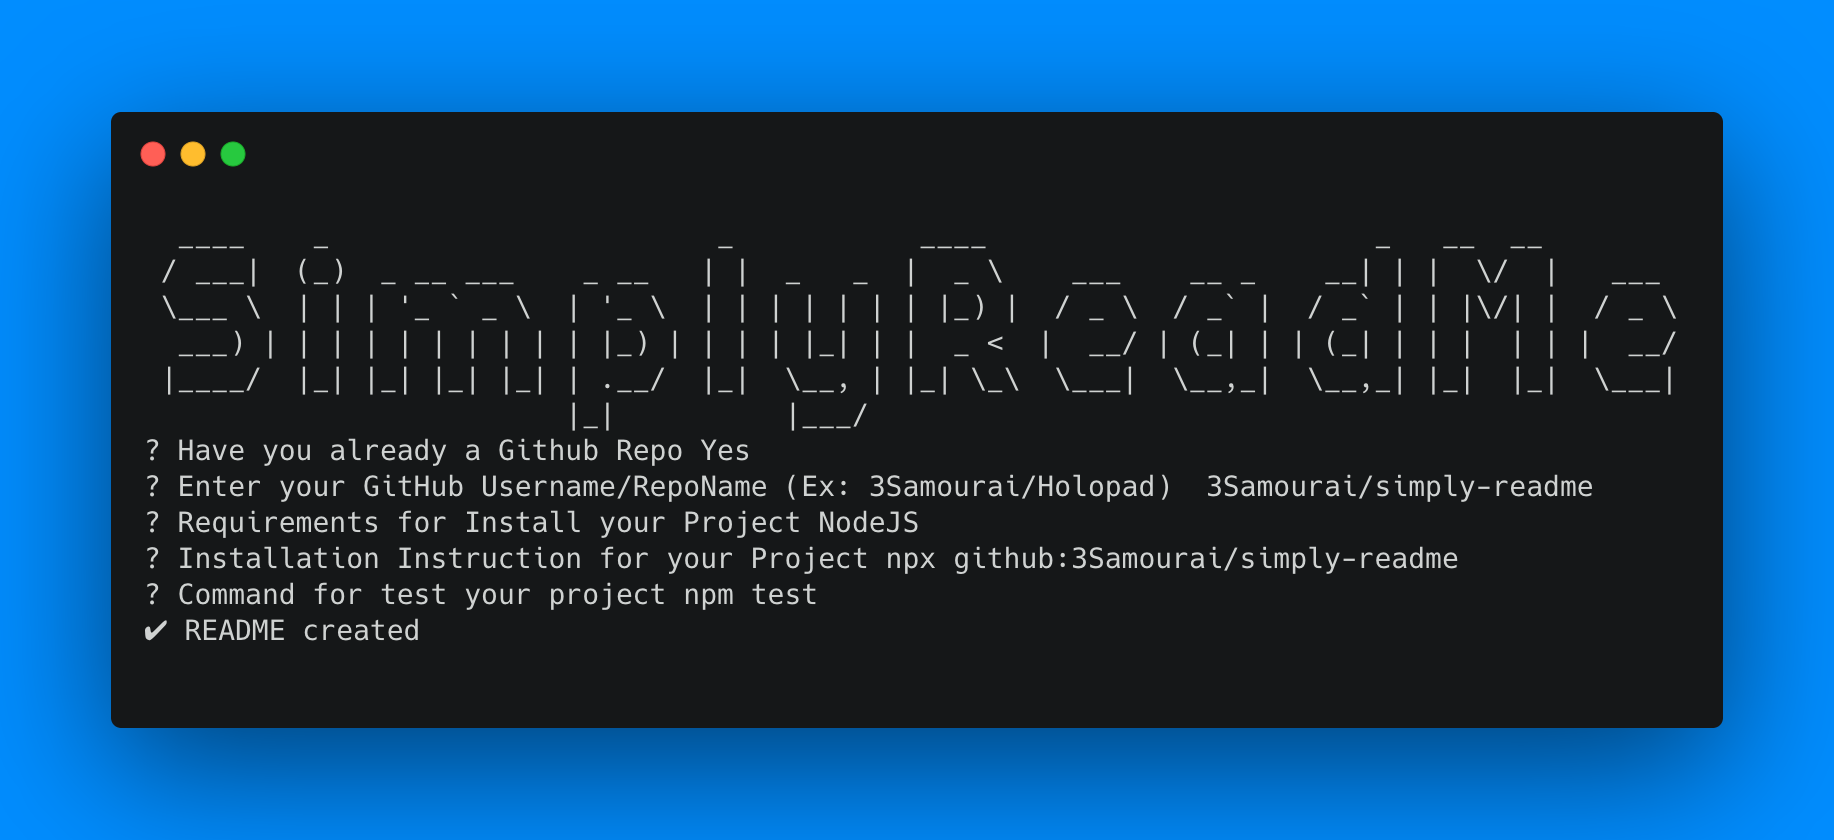 SimplyReadMe
? Have you already a Github Repo Yes
? Enter your GitHub Username/RepoName (Ex: 3Samourai/Holopad)  3Samourai/simply-readme
? Requirements for Install your Project NodeJS
? Installation Instruction for your Project npx github:3Samourai/simply-readme
? Command for test your project npm test
✔ README created